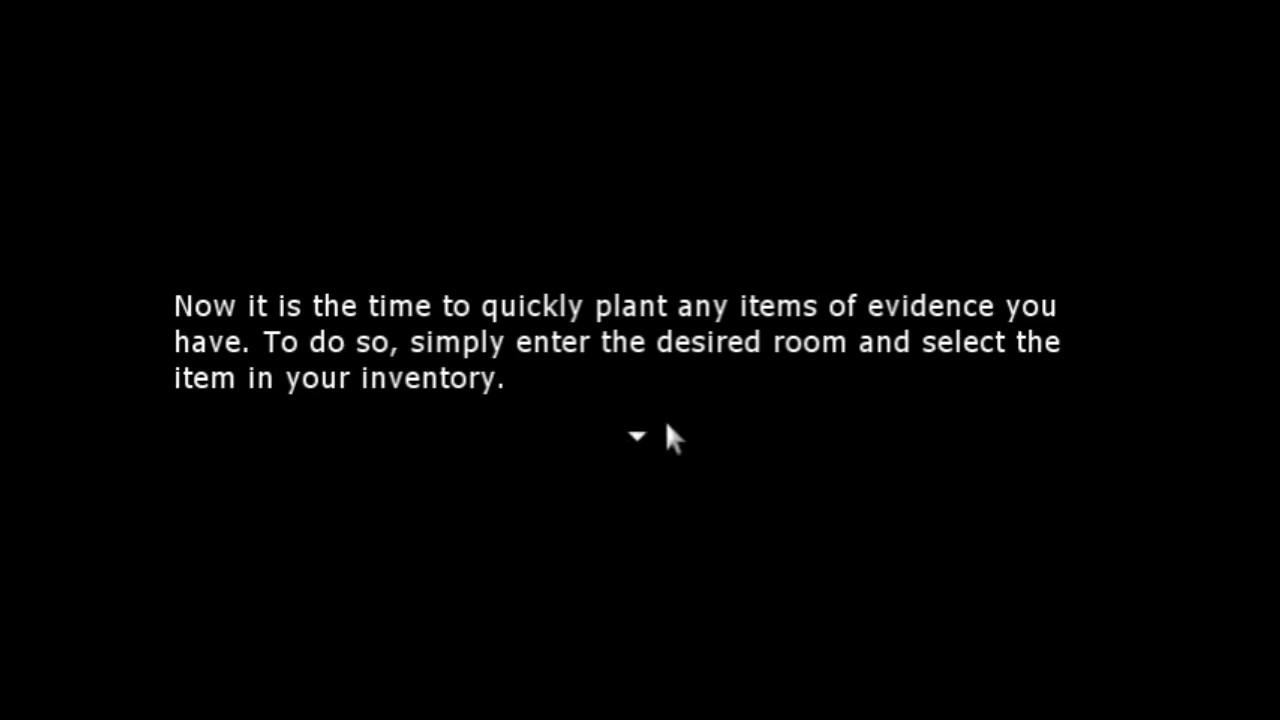 Now it is the time to quickly plant any items of evidence you
have. To do so, simply enter the desired room and select the
item in your inventory.